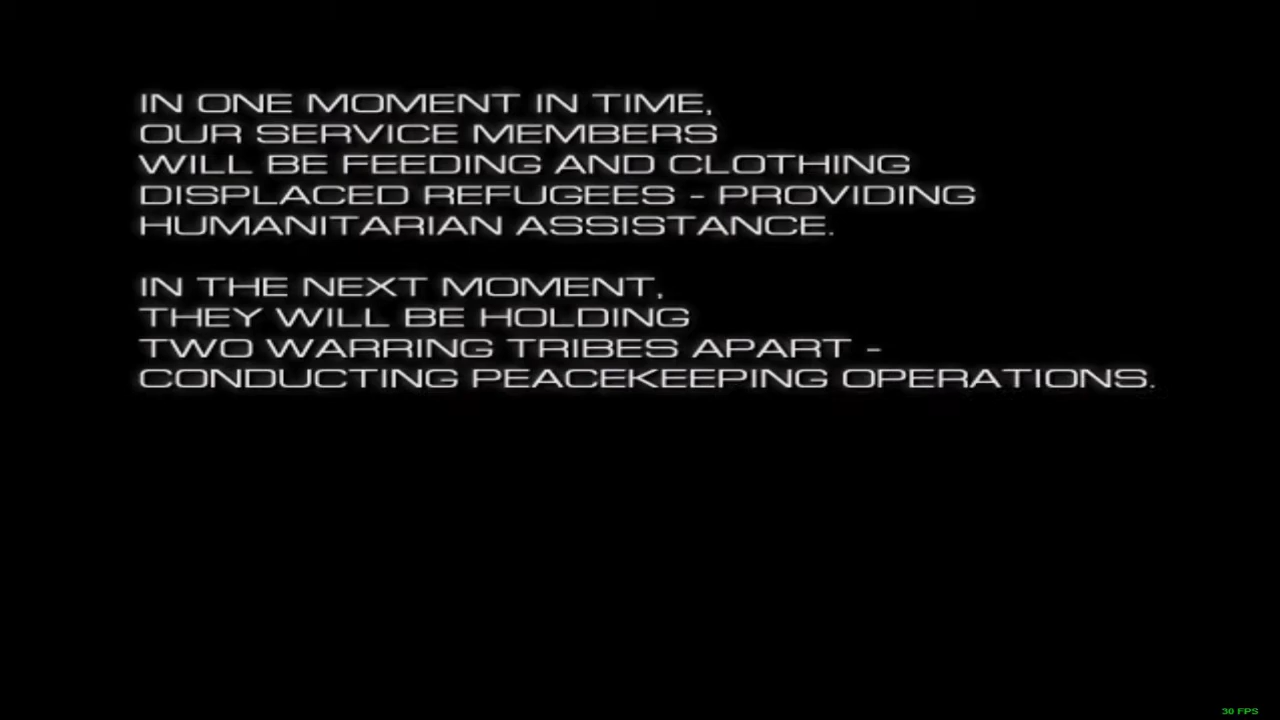 IN ONE MOMENT IN TIME,
OUR SERVICE MEMBERS
WILL BE FEEDING AND CLOTHING
DISPLACED REFUGEES - PROVIDING
HUMANITARIAN ASSISTANCE.
IN THE NEXT MOMENT,
THEY WILL BE HOLDING
TWO WARRING TRIBES APART -
CONDUCTING PEACEKEEPING OPERATIONS.
30 FPS